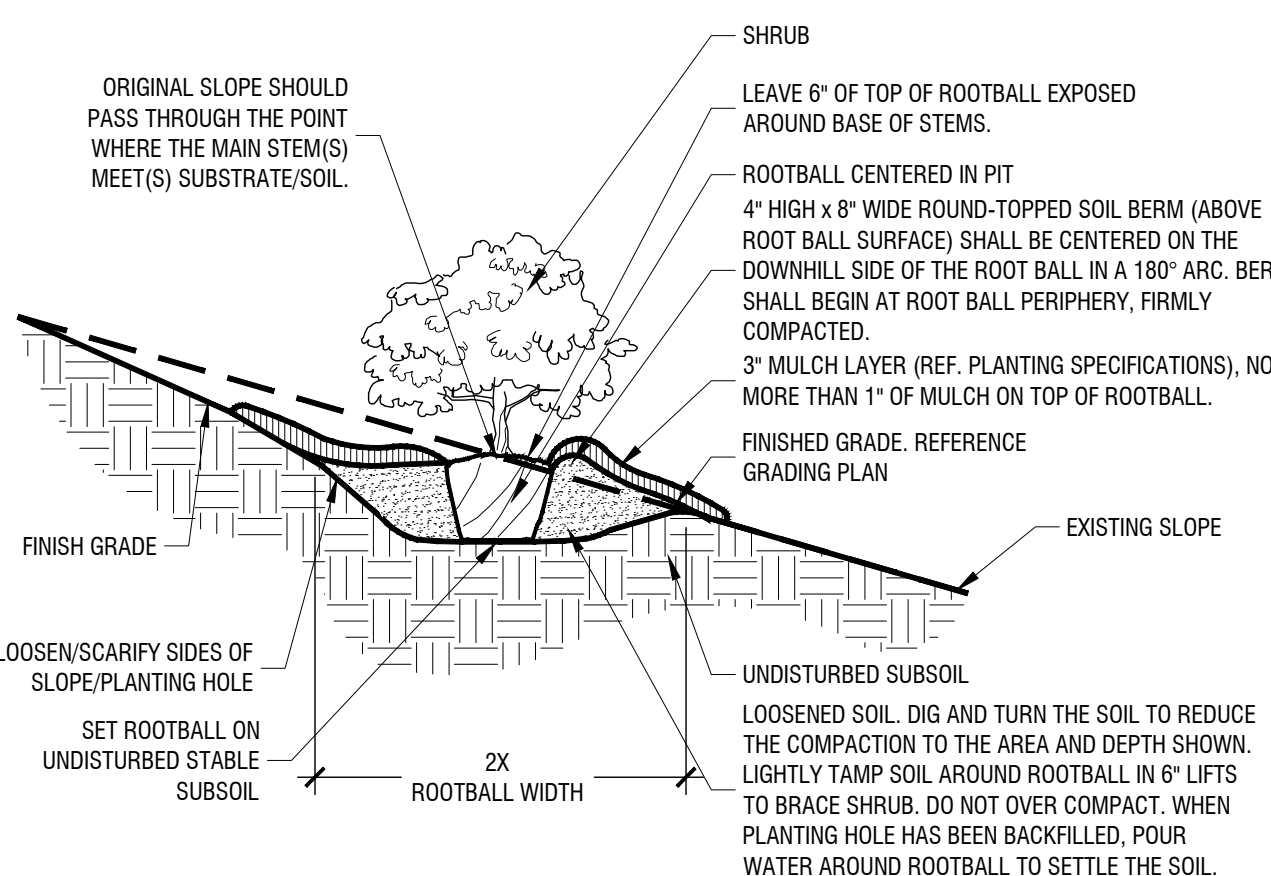 SHRUB
ORIGINAL SLOPE SHOULD
PASS THROUGH THE POINT
WHERE THE MAIN STEM(S)
MEET(S) SUBSTRATE/SOIL.
LEAVE 6" OF TOP OF ROOTBALL EXPOSED
AROUND BASE OF STEMS.
ROOTBALL CENTERED IN PIT
4" HIGH x 8" WIDE ROUND-TOPPED SOIL BERM (ABOVE
ROOT BALL SURFACE) SHALL BE CENTERED ON THE
DOWNHILL SIDE OF THE ROOT BALL IN A 180° ARC. BER
SHALL BEGIN AT ROOT BALL PERIPHERY, FIRMLY
COMPACTED.
3" MULCH LAYER (REF. PLANTING SPECIFICATIONS), NO
MORE THAN 1" OF MULCH ON TOP OF ROOTBALL.
FINISHED GRADE. REFERENCE
GRADING PLAN
EXISTING SLOPE
FINISH GRADE
LOOSEN/SCARIFY SIDES OF
SLOPE/PLANTING HOLE
SET ROOTBALL ON
UNDISTURBED STABLE
SUBSOIL
2X
ROOTBALL WIDTH
UNDISTURBED SUBSOIL
LOOSENED SOIL. DIG AND TURN THE SOIL TO REDUCE
THE COMPACTION TO THE AREA AND DEPTH SHOWN.
LIGHTLY TAMP SOIL AROUND ROOTBALL IN 6" LIFTS
TO BRACE SHRUB. DO NOT OVER COMPACT. WHEN
PLANTING HOLE HAS BEEN BACKFILLED, POUR
WATER AROUND ROOTBALL TO SETTLE THE SOIL.